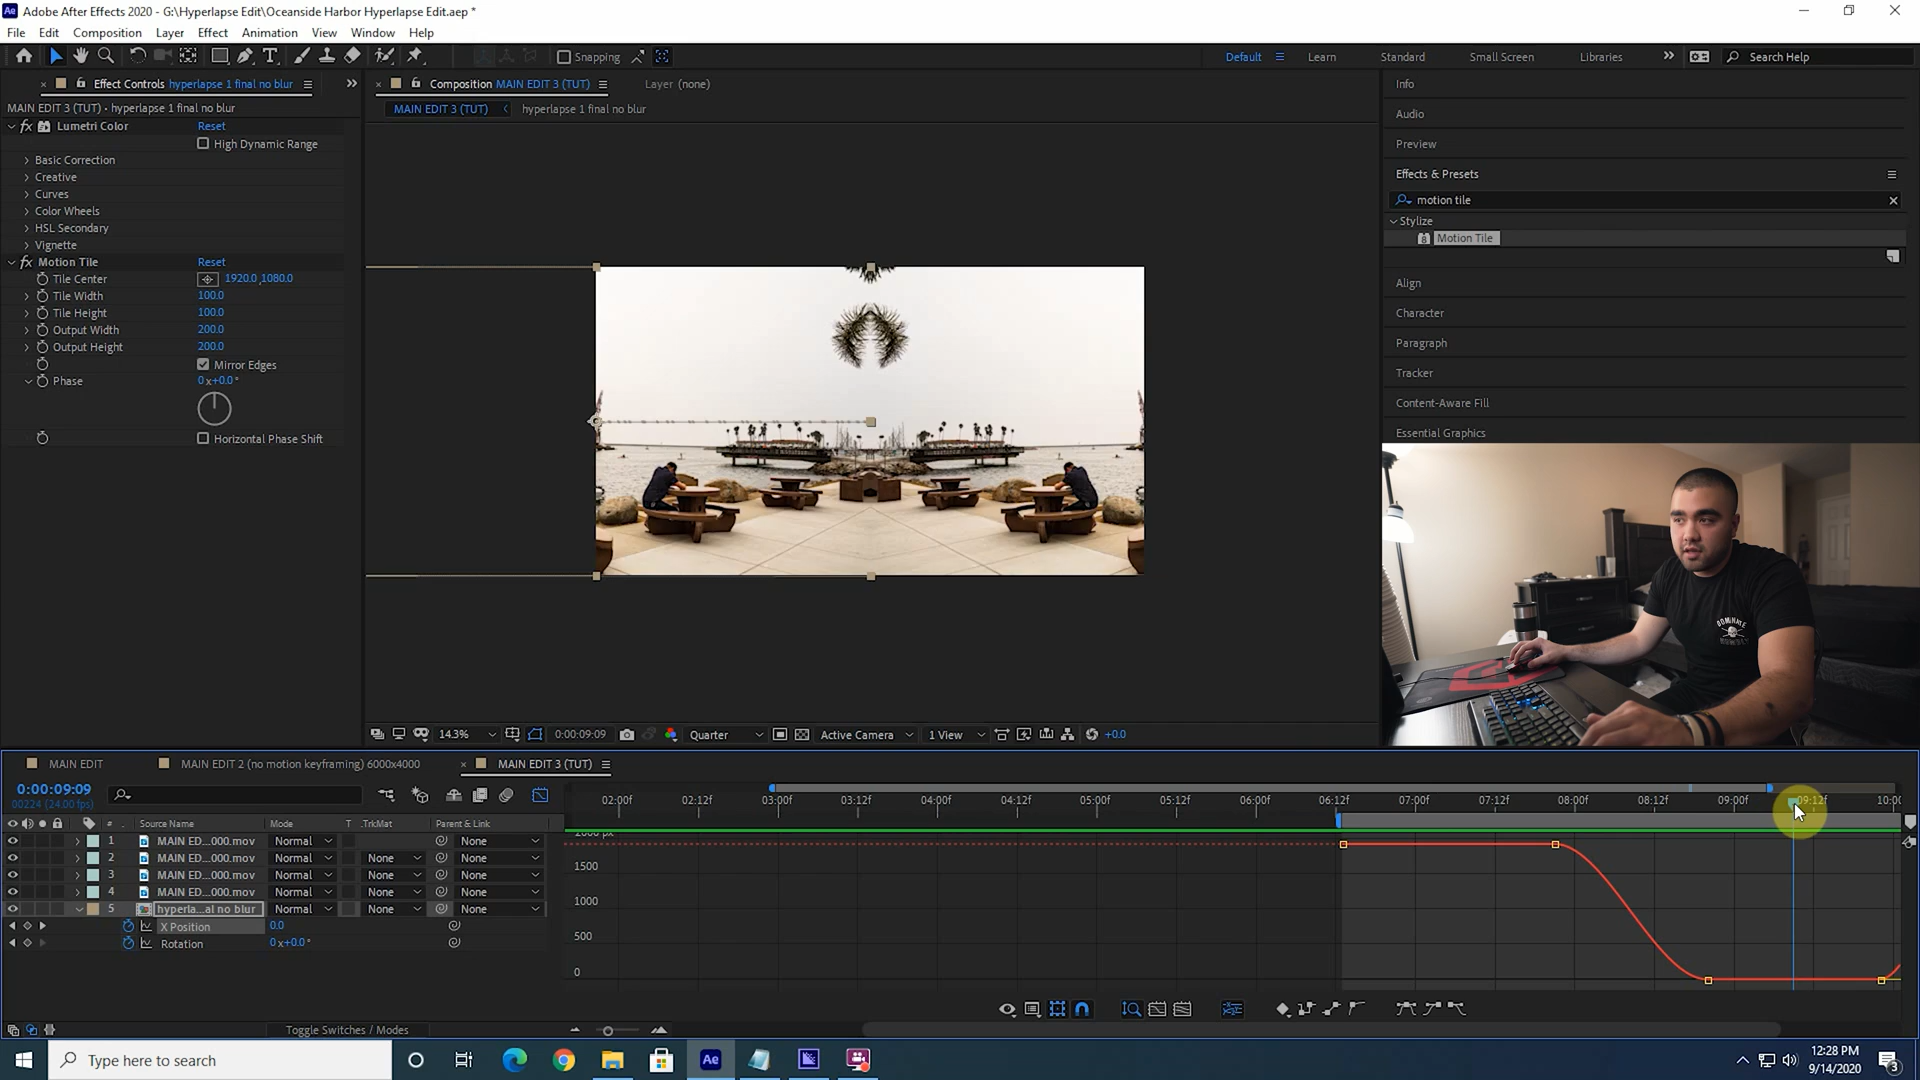 Adobe After Effects 2020 - G:\Hyperlapse Edit\Oceanside Harbor Hyperlapse Edit.aep *
File Edit Composition Layer Effect Animation View Window Help
Snapping
Default Learn Standard Small Screen Libraries Search Help
Effect Controls hyperlapse 1 final no blur
Composition MAIN EDIT 3 (TUT) Layer (none)
MAIN EDIT 3 (TUT) • hyperlapse 1 final no blur
MAIN EDIT 3 (TUT) hyperlapse 1 final no blur
fx Lumetri Color Reset
High Dynamic Range
Basic Correction
Creative
Curves
Color Wheels
HSL Secondary
Vignette
fx Motion Tile Reset
Tile Center 1920.0,1080.0
Tile Width 100.0
Tile Height 100.0
Output Width 200.0
Output Height 200.0
Mirror Edges
Phase 0x+0.0°
Horizontal Phase Shift
Info
Audio
Preview
Effects & Presets
motion tile
Stylize
8 Motion Tile
Align
Character
Paragraph
Tracker
Content-Aware Fill
Essential Graphics
DOMINATE
14.3% 0:00:09:09 Quarter Active Camera 1 View +0.0
MAIN EDIT MAIN EDIT 2 (no motion keyframing) 6000x4000 MAIN EDIT 3 (TUT)
0:00:09:09
00224 (24.00 fps)
02:00f 02:12f 03:00f 03:12f 04:00f 04:12f 05:00f 05:12f 06:00f 06:12f 07:00f 07:12f 08:00f 08:12f 09:00f 09:12f 10:00
# Source Name Mode T .TrkMat Parent & Link
1 MAIN ED...000.mov Normal None
2 MAIN ED...000.mov Normal None None
3 MAIN ED...000.mov Normal None None
4 MAIN ED...000.mov Normal None None
5 hyperla...al no blur Normal None None
X Position 0.0
Rotation 0x+0.0°
2000 px
1500
1000
500
0
Toggle Switches / Modes
Type here to search
Ae
12:28 PM
9/14/2020
3